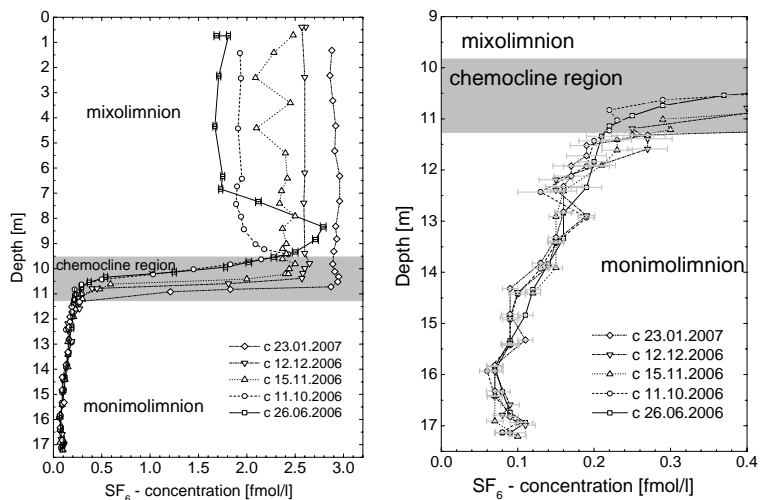 0
1
2
3
4
5
6
7
8
9
10
11
12
13
14
15
16
17
Depth [m]
mixolimnion
chemocline region
monimolimnion
c 23.01.2007
c 12.12.2006
c 15.11.2006
c 11.10.2006
c 26.06.2006
0.0 0.5 1.0 1.5 2.0 2.5 3.0
SF6 - concentration [fmol/l]
9
10
11
12
13
14
15
16
17
Depth [m]
mixolimnion
chemocline region
monimolimnion
c 23.01.2007
c 12.12.2006
c 15.11.2006
c 11.10.2006
c 26.06.2006
0.0 0.1 0.2 0.3 0.4
SF6 - concentration [fmol/l]